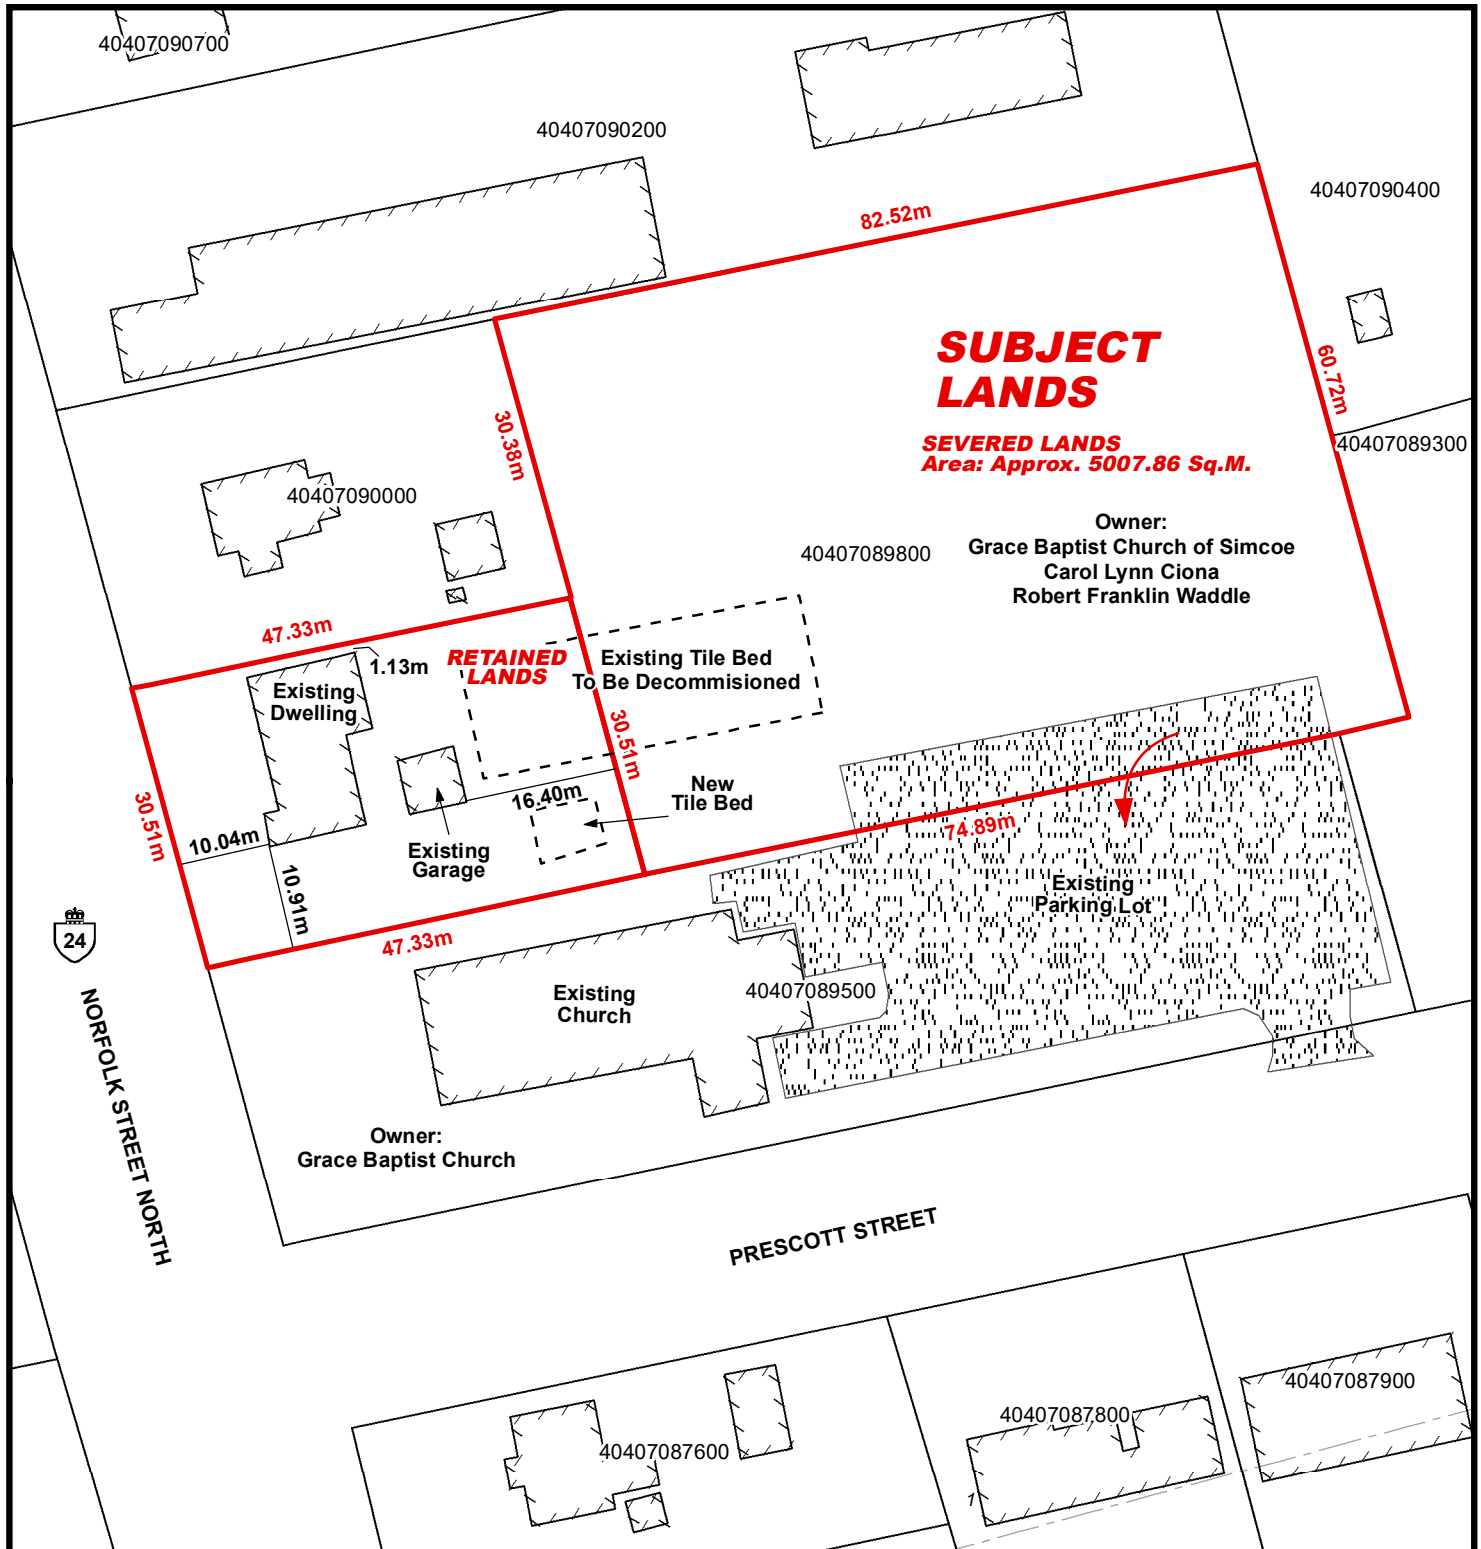 40407090700
40407090200
40407090400
82.52m
SUBJECT
LANDS
60.72m
SEVERED LANDS
Area: Approx. 5007.86 Sq.M.
40407089300
30.38m
40407090000
Owner:
Grace Baptist Church of Simcoe
Carol Lynn Ciona
Robert Franklin Waddle
40407089800
47.33m
RETAINED
LANDS
1.13m
Existing Tile Bed
To Be Decommisioned
Existing
Dwelling
30.51m
30.51m
16.40m
New
Tile Bed
10.04m
74.89m
Existing
Garage
10.91m
Existing
Parking Lot
24
47.33m
Existing
Church
40407089500
NORFOLK STREET NORTH
Owner:
Grace Baptist Church
PRESCOTT STREET
40407087900
40407087800
40407087600
1